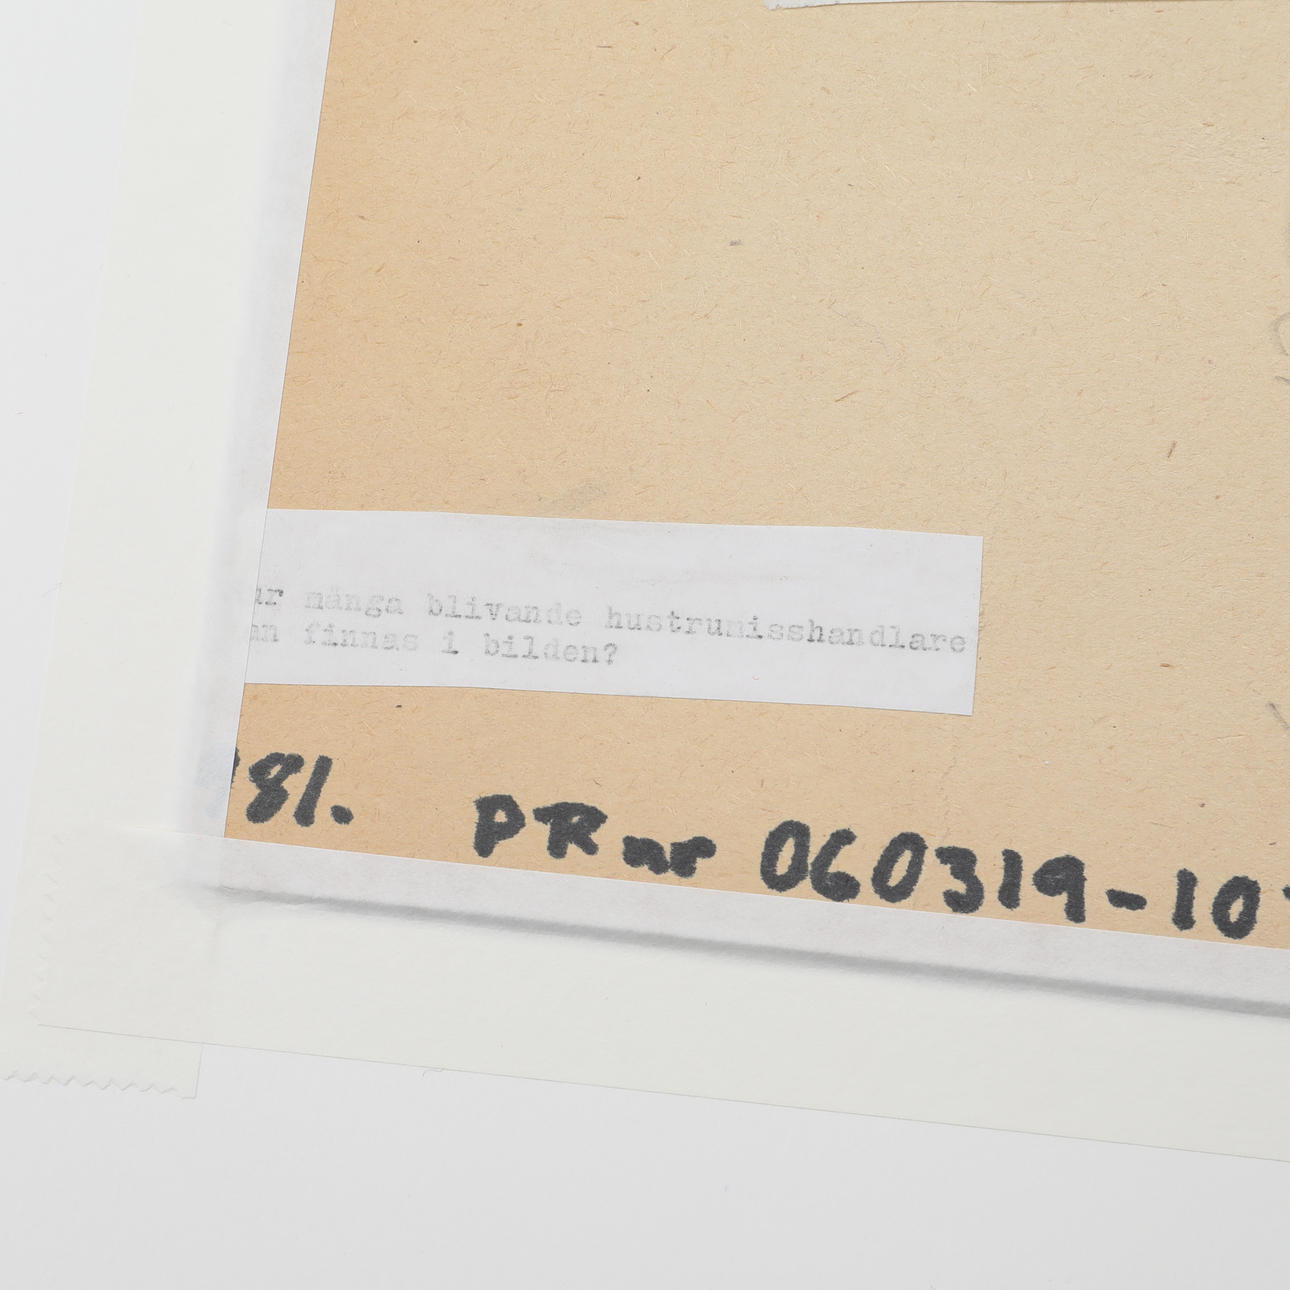 ur många blivande hustrumisshandlare
an finnas i bilden?
81. PR nr 060319-10